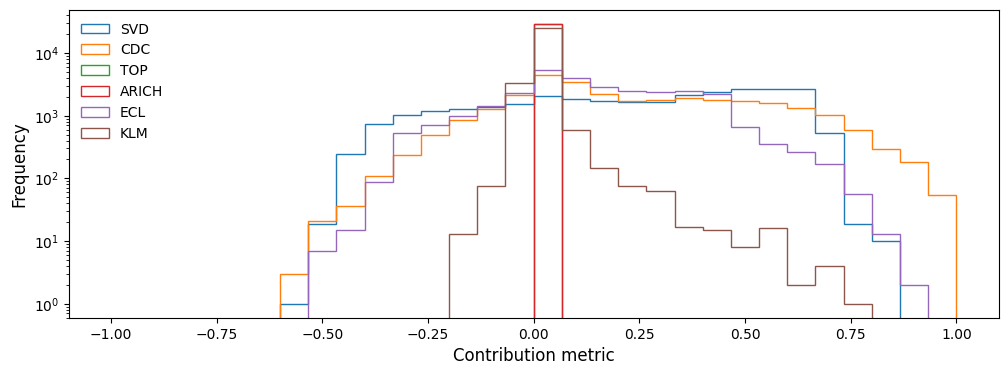 SVD
CDC
TOP
ARICH
ECL
KLM
Frequency
10^4
10^3
10^2
10^1
10^0
−1.00 −0.75 −0.50 −0.25 0.00 0.25 0.50 0.75 1.00
Contribution metric